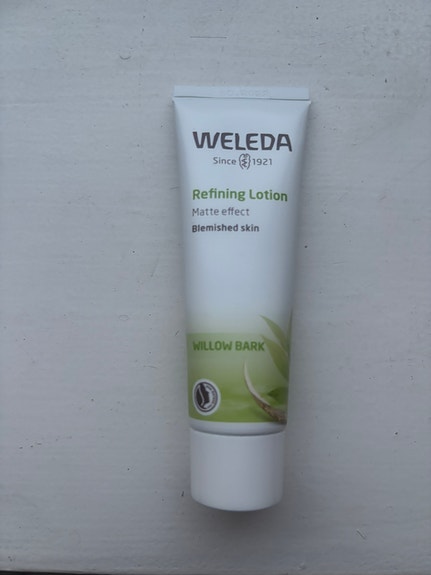 WELEDA
Since 1921
Refining Lotion
Matte effect
Blemished skin
WILLOW BARK